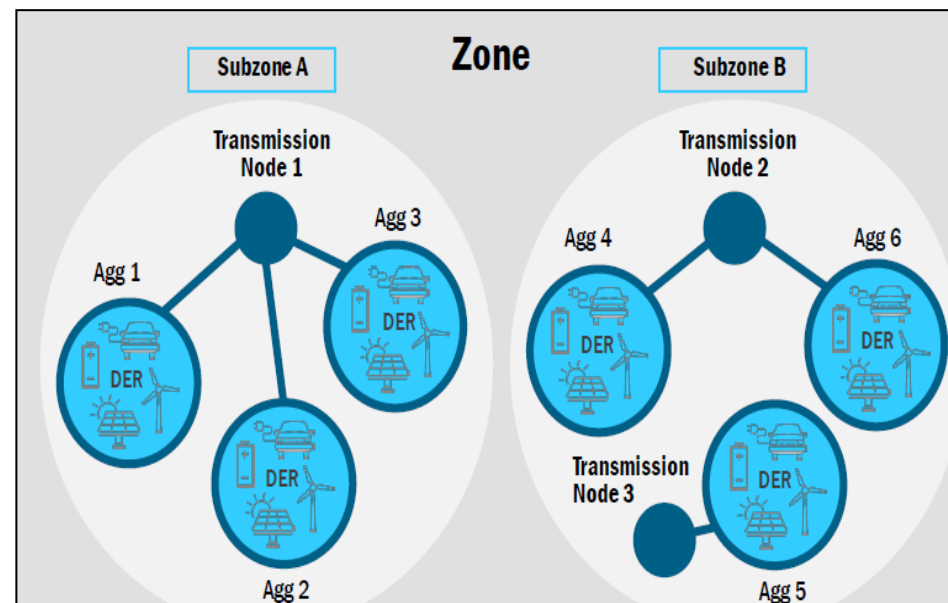 Zone
Subzone A
Subzone B
Transmission
Node 1
Transmission
Node 2
Agg 1
Agg 3
Agg 4
Agg 6
DER
DER
DER
DER
DER
DER
Transmission
Node 3
Agg 2
Agg 5